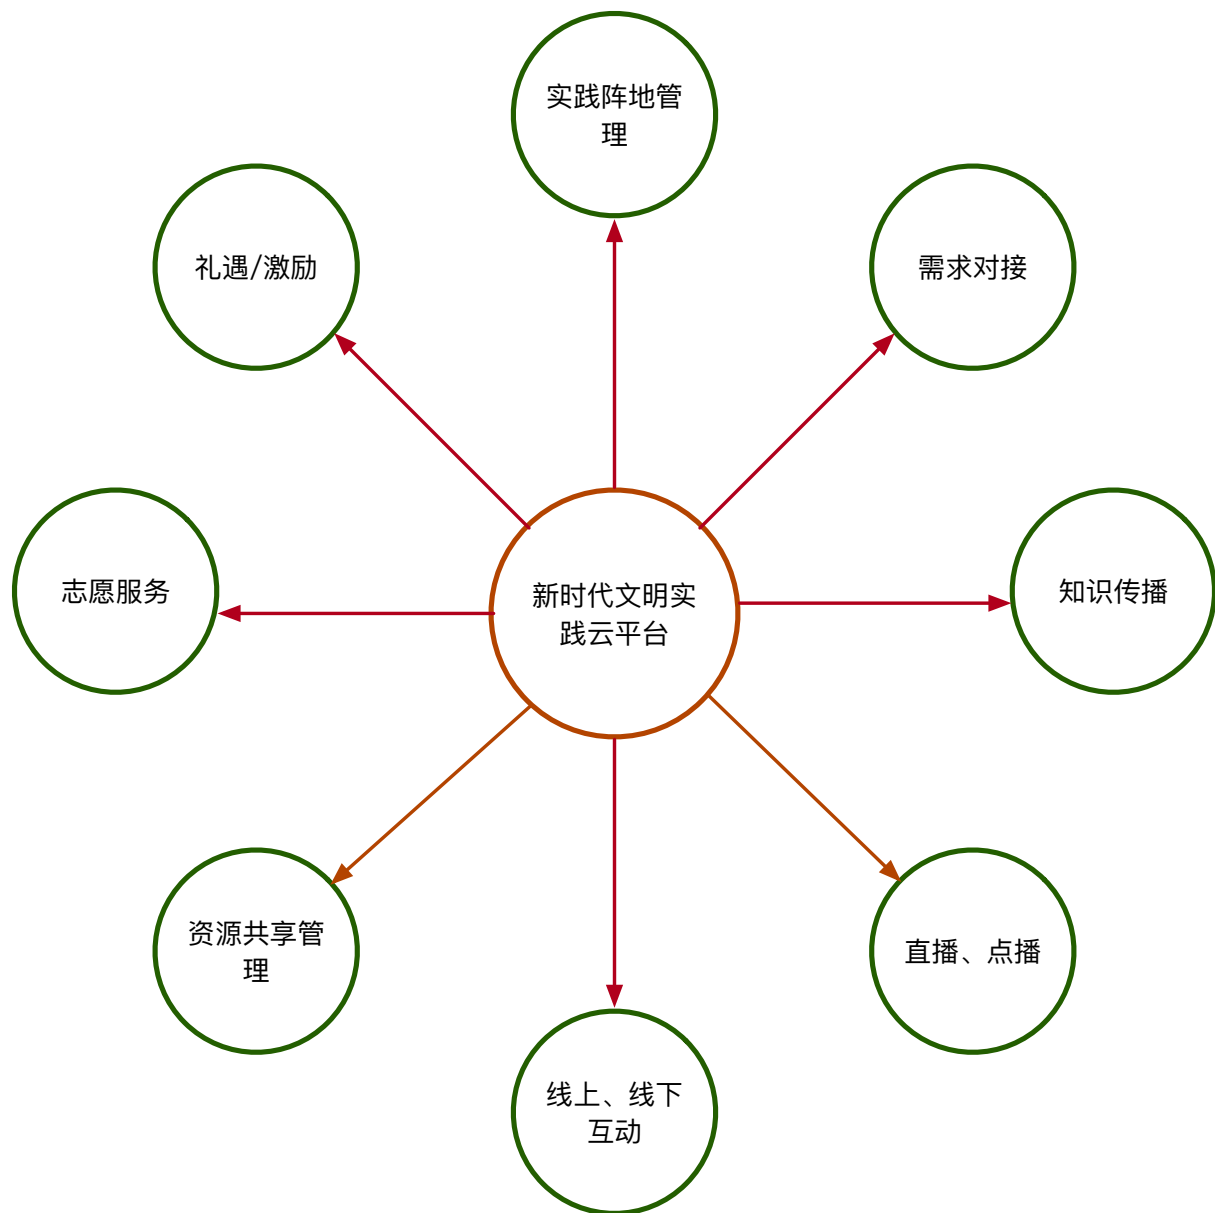 实践阵地管
理
礼遇/激励
需求对接
志愿服务
新时代文明实
践云平台
知识传播
资源共享管
理
直播、点播
线上、线下
互动